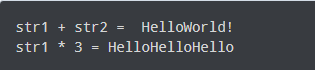 str1 + str2 =  HelloWorld!
str1 * 3 = HelloHelloHello